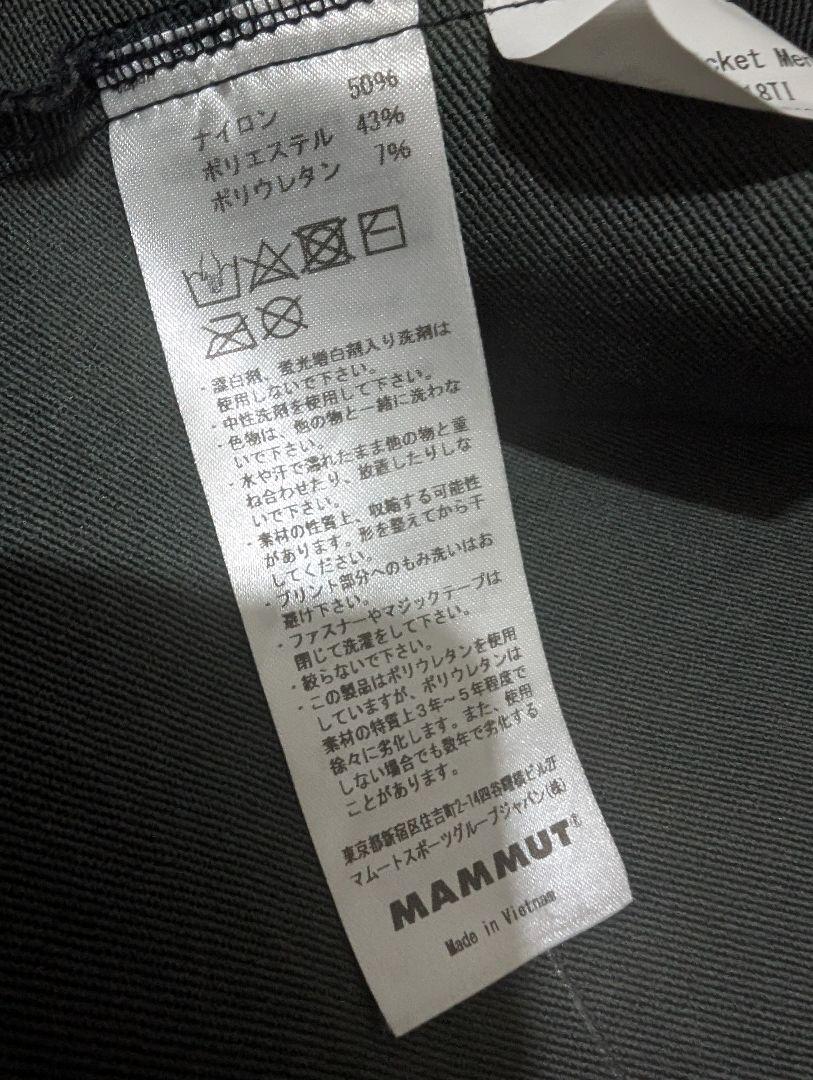 cket Men
18TI
ナイロン 50%
ポリエステル 43%
ポリウレタン 7%
・漂白剤、蛍光増白剤入り洗剤は
使用しないで下さい。
・中性洗剤を使用して下さい。
・色物は、他の物と一緒に洗わな
いで下さい。
・水や汗で濡れたまま他の物と重
ね合わせたり、放置したりしな
いで下さい。
・素材の性質上、収縮する可能性
があります。形を整えてから干
してください。
・プリント部分へのもみ洗いはお
避け下さい。
・ファスナーやマジックテープは
閉じて洗濯をして下さい。
・絞らないで下さい。
・この製品はポリウレタンを使用
していますが、ポリウレタンは
素材の特質上3年～5年程度で
徐々に劣化します。また、使用
しない場合でも数年で劣化する
ことがあります。
東京都新宿区住吉町2-14四谷曙橋ビル2F
マムートスポーツグループジャパン(株)
MAMMUT®
Made in Vietnam